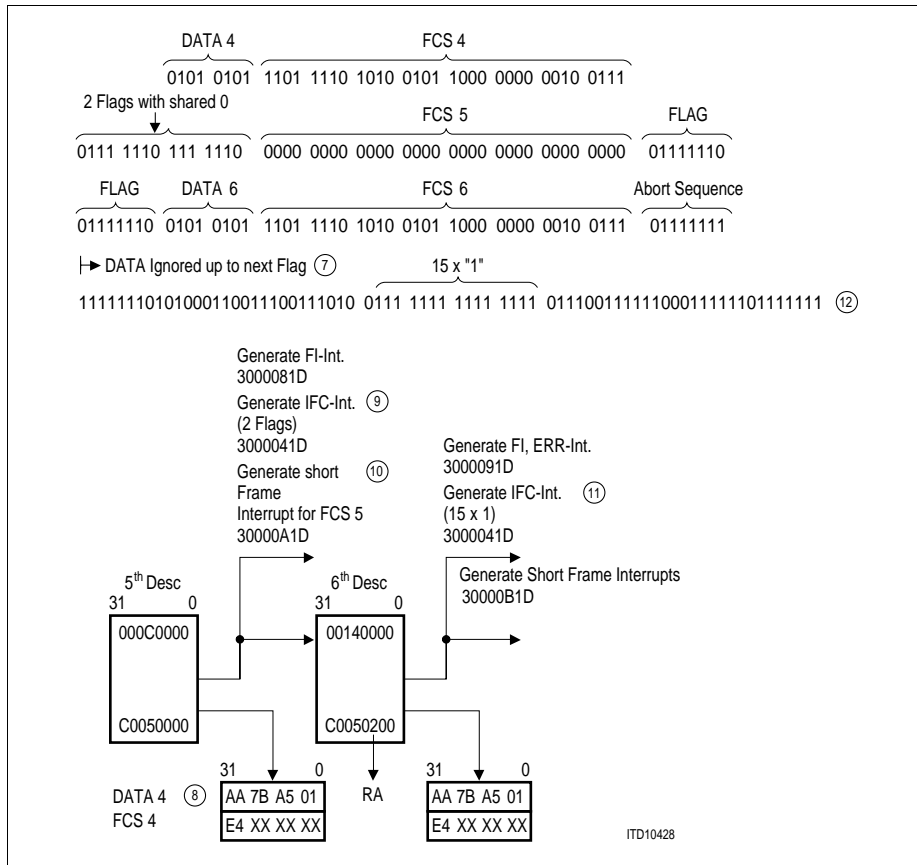 DATA 4 FCS 4
0101 0101 1101 1110 1010 0101 1000 0000 0010 0111
2 Flags with shared 0
FCS 5 FLAG
0111 1110 111 1110 0000 0000 0000 0000 0000 0000 0000 0000 01111110
FLAG DATA 6 FCS 6 Abort Sequence
01111110 0101 0101 1101 1110 1010 0101 1000 0000 0010 0111 01111111
DATA Ignored up to next Flag 7 15 x "1"
1111111010100011001110011101 0 0111 1111 1111 1111 01110011111100011111101111111 12
Generate FI-Int.
3000081D
Generate IFC-Int. 9
(2 Flags)
3000041D
Generate short 10
Frame
Interrupt for FCS 5
30000A1D
Generate FI, ERR-Int.
3000091D
Generate IFC-Int. 11
(15 x 1)
3000041D
Generate Short Frame Interrupts
30000B1D
5th Desc
31 0
000C0000
C0050000
6th Desc
31 0
00140000
C0050200
DATA 4 8
FCS 4
31 0
AA 7B A5 01
E4 XX XX XX
RA
31 0
AA 7B A5 01
E4 XX XX XX
ITD10428